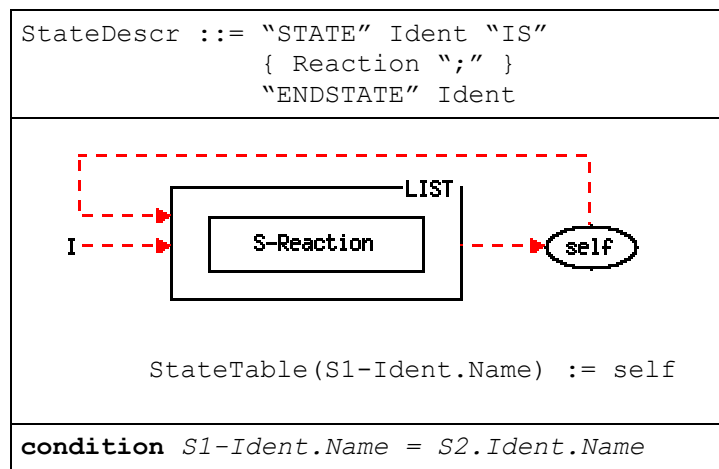 StateDescr ::= “STATE” Ident “IS”
{ Reaction “;” }
“ENDSTATE” Ident
LIST
S-Reaction
I
self
StateTable(S1-Ident.Name) := self
condition S1-Ident.Name = S2.Ident.Name